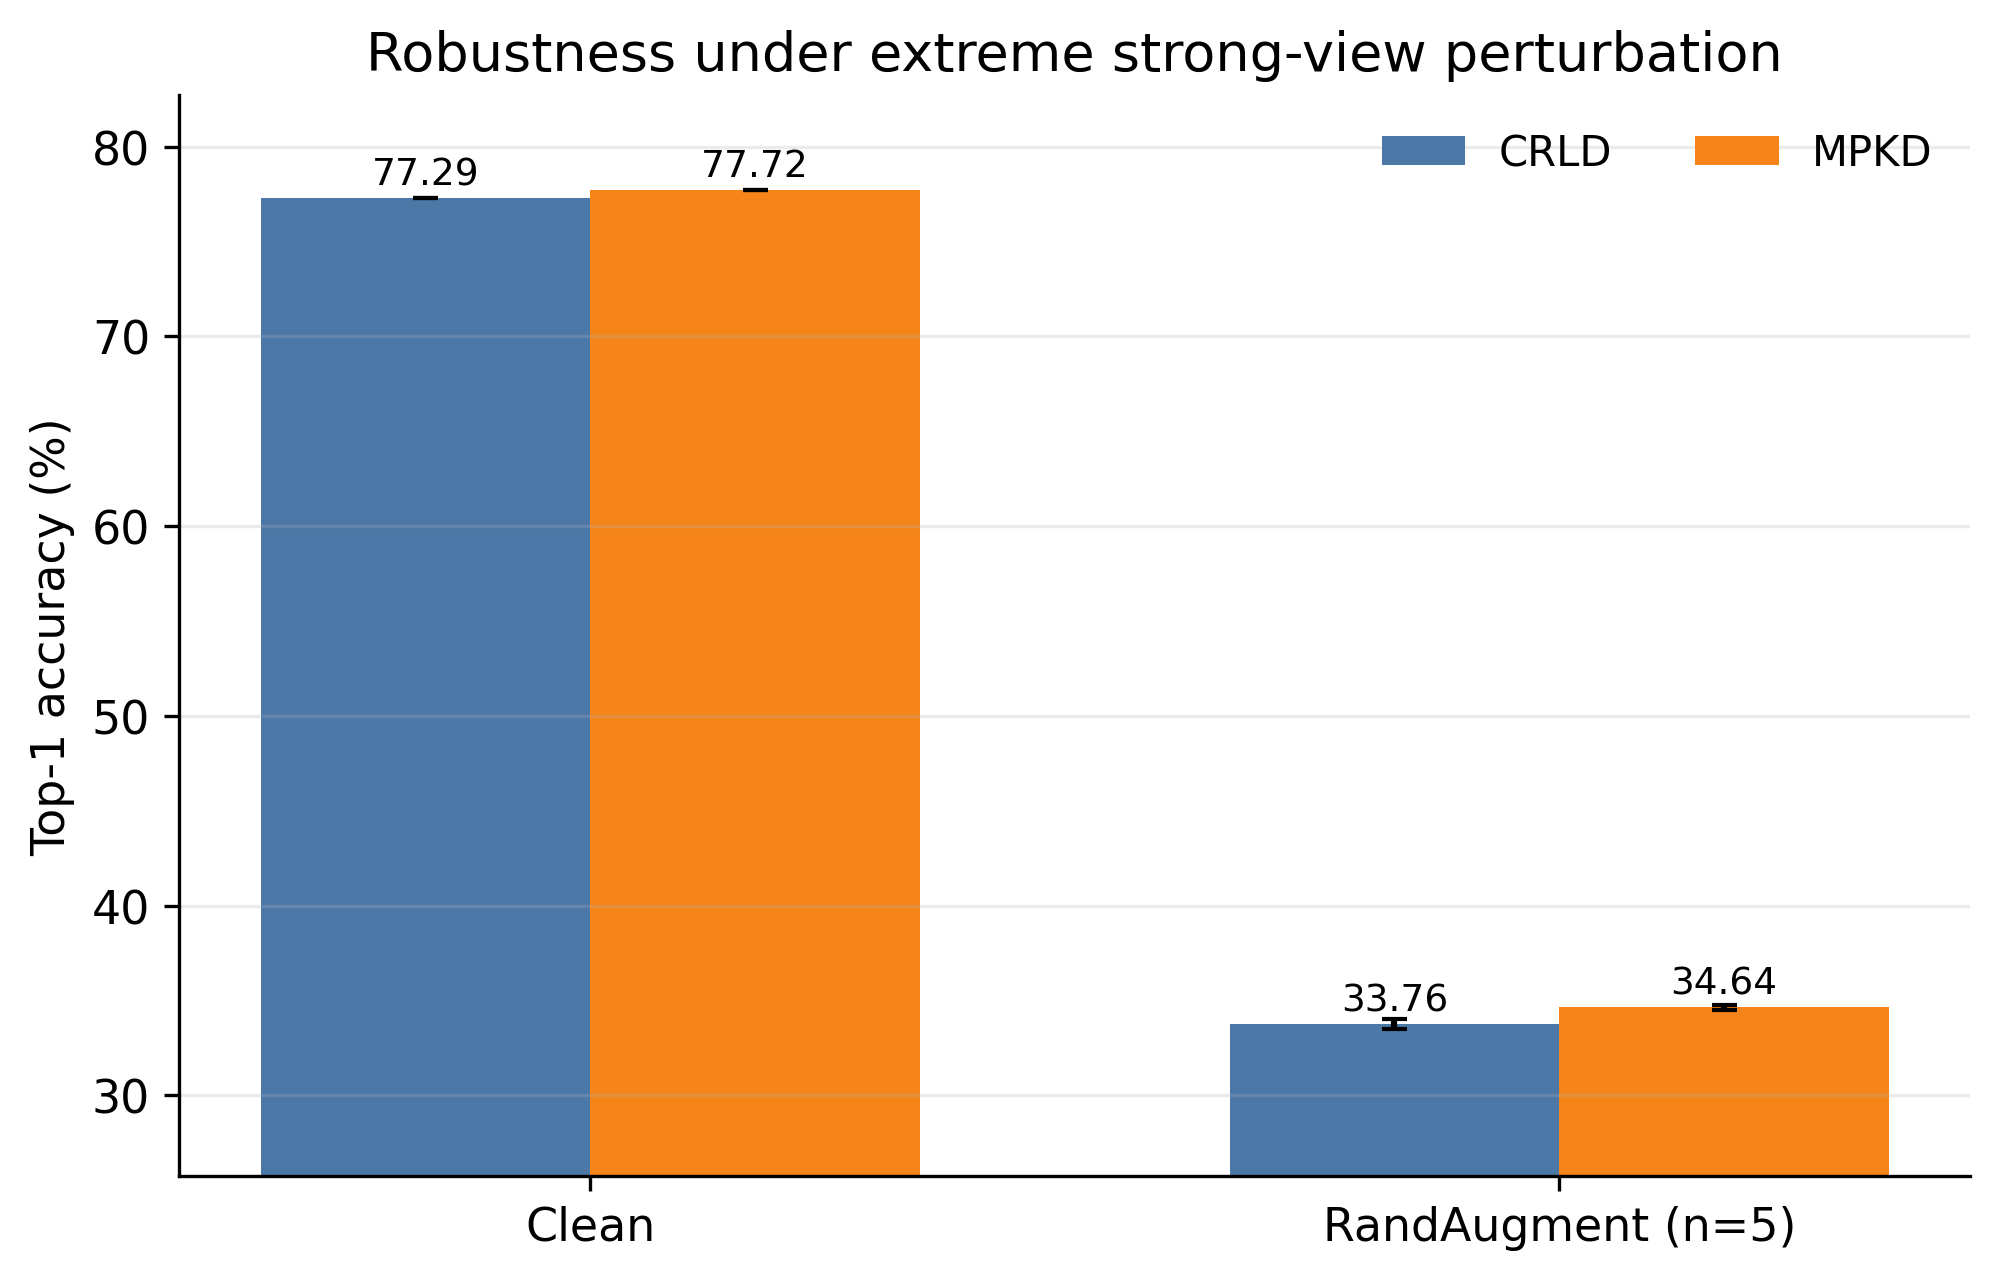 Robustness under extreme strong-view perturbation
CRLD
MPKD
Top-1 accuracy (%)
80
70
60
50
40
30
77.29
77.72
33.76
34.64
Clean
RandAugment (n=5)